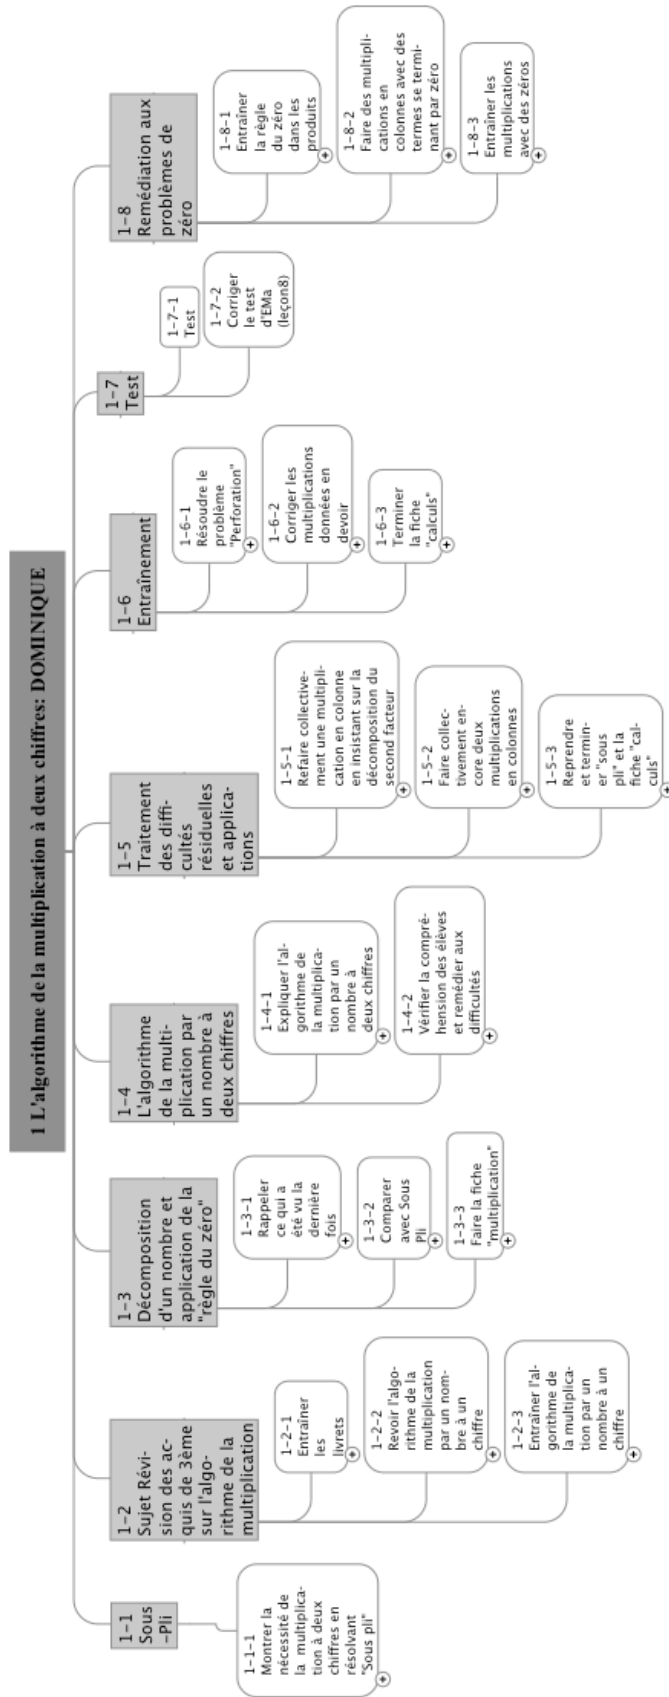 1 L'algorithme de la multiplication à deux chiffres: DOMINIQUE
1-1
Sous
-Pli
1-1-1
Montrer la
nécessité de
la multiplica-
tion à deux
chiffres en
résolvant
"Sous pli"
1-2
Sujet Révi-
sion des ac-
quis de 3ème
sur l'algo-
rithme de la
multiplication
1-2-1
Entraîner
les
livrets
1-2-2
Revoir l'algo-
rithme de la
multiplication
par un nom-
bre à un
chiffre
1-2-3
Entraîner l'al-
gorithme de
la multiplica-
tion par un
nombre à un
chiffre
1-3
Décomposition
d'un nombre et
application de la
"règle du zéro"
1-3-1
Rappeler
ce qui a
été vu la
dernière
fois
1-3-2
Comparer
avec Sous
Pli
1-3-3
Faire la fiche
"multiplication"
1-4
L'algorithme
de la multi-
plication par
un nombre à
deux chiffres
1-4-1
Expliquer l'al-
gorithme de
la multiplica-
tion par un
nombre à
deux chiffres
1-4-2
Vérifier la compré-
hension des élèves
et remédier aux
difficultés
1-5
Traitement
des diffi-
cultés
résiduelles
et applica-
tions
1-5-1
Refaire collective-
ment une multipli-
cation en colonne
en insistant sur la
décomposition du
second facteur
1-5-2
Faire collec-
tivement en-
core deux
multiplications
en colonnes
1-5-3
Reprendre
et termin-
er "sous
pli" et la
fiche "cal-
culs"
1-6
Entraînement
1-6-1
Résoudre le
problème
"Perforation"
1-6-2
Corriger les
multiplications
données en
devoir
1-6-3
Terminer
la fiche
"calculs"
1-7
Test
1-7-1
Test
1-7-2
Corriger
le test
d'EMa
(leçon8)
1-8
Remédiation aux
problèmes de
zéro
1-8-1
Entraîner
la règle
du zéro
dans les
produits
1-8-2
Faire des multipli-
cations en
colonnes avec des
termes se termi-
nant par zéro
1-8-3
Entraîner les
multiplications
avec des zéros